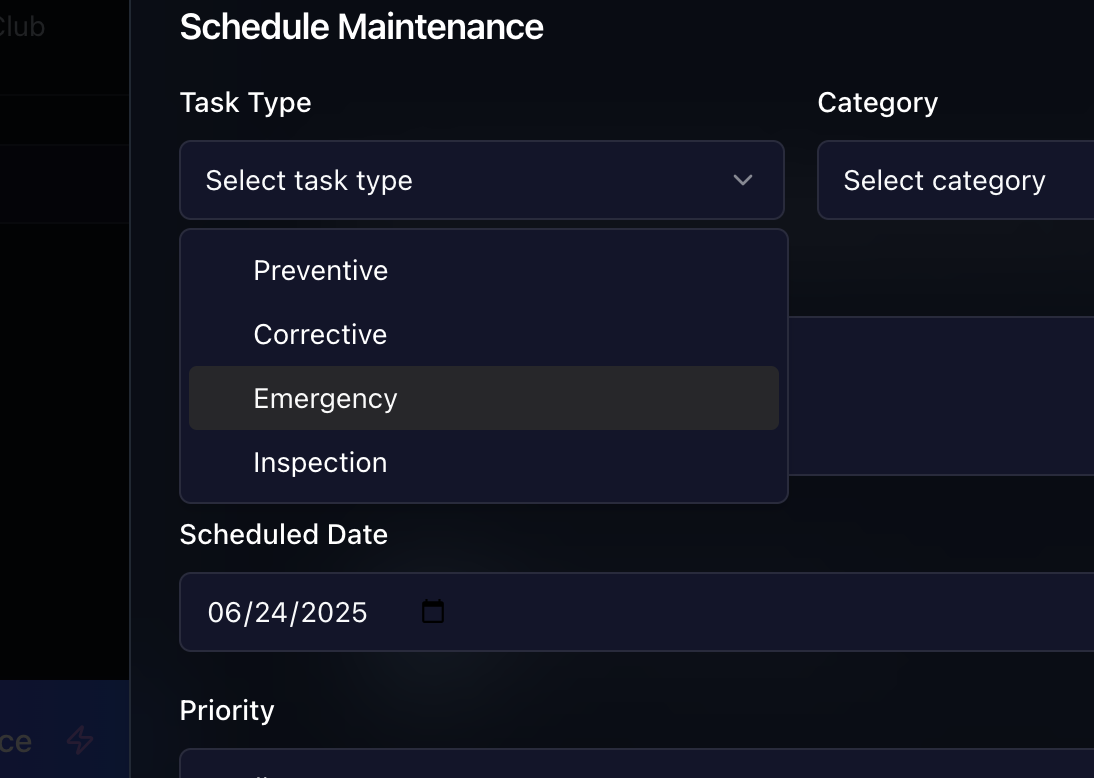 Club
Schedule Maintenance
Task Type
Category
Select task type
Select category
Preventive
Corrective
Emergency
Inspection
Scheduled Date
06/24/2025
Priority
ce